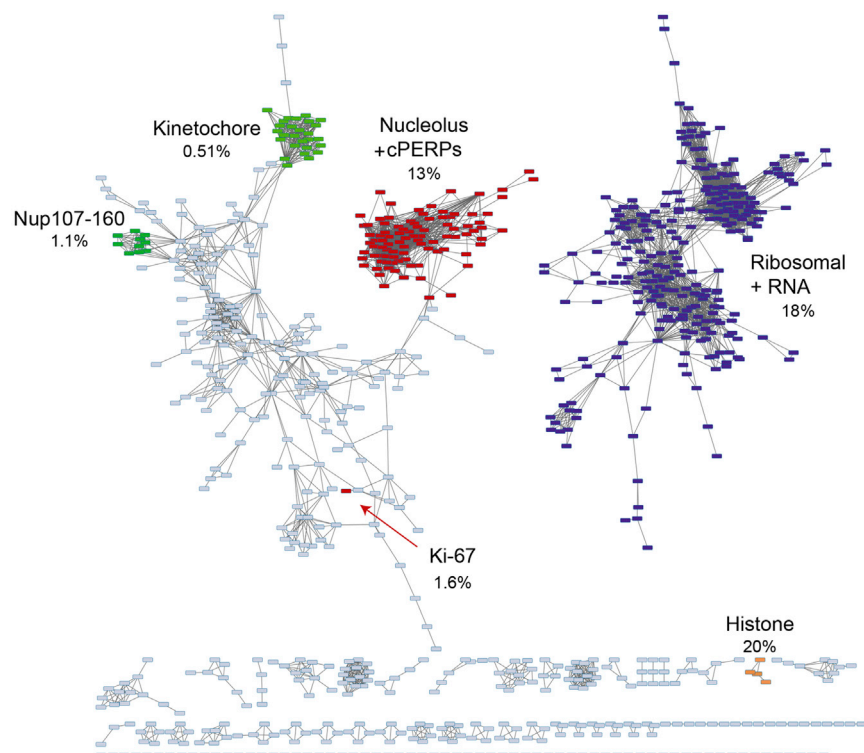 Kinetochore
0.51%
Nucleolus
+cPERPs
13%
Nup107-160
1.1%
Ribosomal
+ RNA
18%
Ki-67
1.6%
Histone
20%